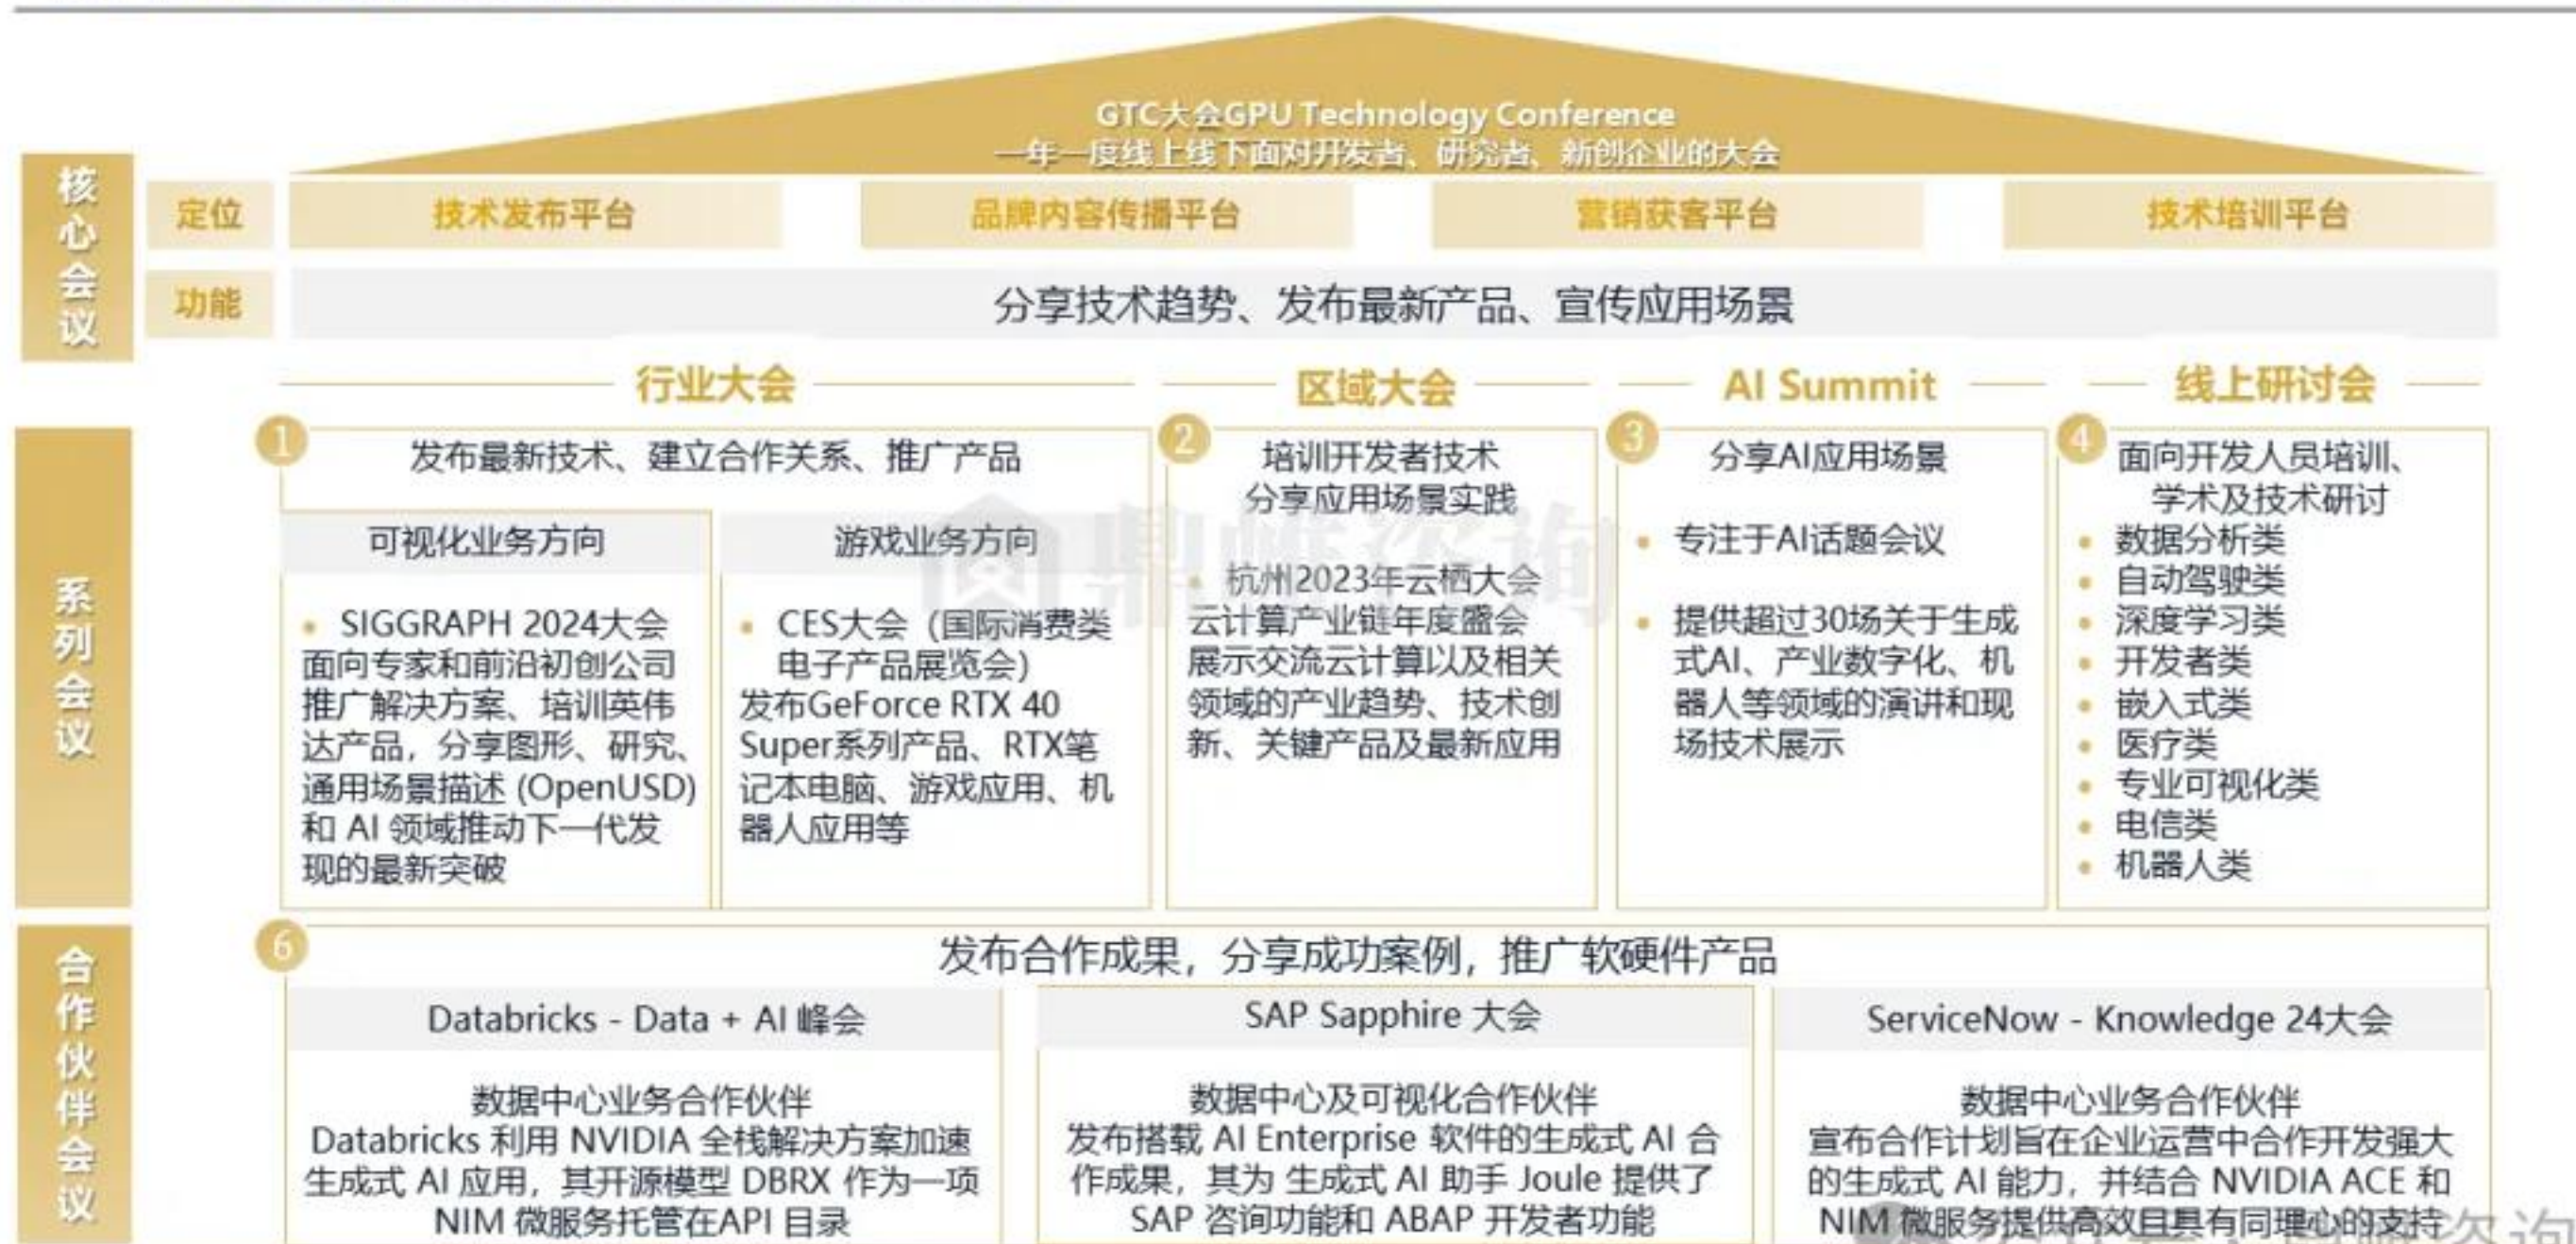 GTC大会GPU Technology Conference
一年一度线上线下面对开发者、研究者、新创企业的大会
核心会议
定位
技术发布平台
品牌内容传播平台
营销获客平台
技术培训平台
功能
分享技术趋势、发布最新产品、宣传应用场景
行业大会
区域大会
AI Summit
线上研讨会
系列会议
1
发布最新技术、建立合作关系、推广产品
可视化业务方向
• SIGGRAPH 2024大会
面向专家和前沿初创公司
推广解决方案、培训英伟
达产品，分享图形、研究、
通用场景描述 (OpenUSD)
和 AI 领域推动下一代发
现的最新突破
游戏业务方向
• CES大会（国际消费类
电子产品展览会）
发布GeForce RTX 40
Super系列产品、RTX笔
记本电脑、游戏应用、机
器人应用等
2
培训开发者技术
分享应用场景实践
• 杭州2023年云栖大会
云计算产业链年度盛会
展示交流云计算以及相关
领域的产业趋势、技术创
新、关键产品及最新应用
3
分享AI应用场景
• 专注于AI话题会议
• 提供超过30场关于生成
式AI、产业数字化、机
器人等领域的演讲和现
场技术展示
4
面向开发人员培训、
学术及技术研讨
• 数据分析类
• 自动驾驶类
• 深度学习类
• 开发者类
• 嵌入式类
• 医疗类
• 专业可视化类
• 电信类
• 机器人类
合作伙伴会议
6
发布合作成果，分享成功案例，推广软硬件产品
Databricks - Data + AI 峰会
数据中心业务合作伙伴
Databricks 利用 NVIDIA 全栈解决方案加速
生成式 AI 应用，其开源模型 DBRX 作为一项
NIM 微服务托管在API 目录
SAP Sapphire 大会
数据中心及可视化合作伙伴
发布搭载 AI Enterprise 软件的生成式 AI 合
作成果，其为 生成式 AI 助手 Joule 提供了
SAP 咨询功能和 ABAP 开发者功能
ServiceNow - Knowledge 24大会
数据中心业务合作伙伴
宣布合作计划旨在企业运营中合作开发强大
的生成式 AI 能力，并结合 NVIDIA ACE 和
NIM 微服务提供高效且具有同理心的支持